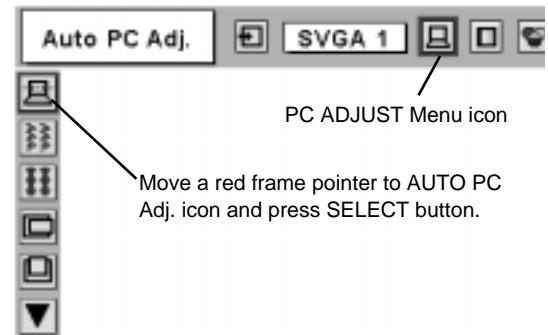 Auto PC Adj.
SVGA 1
PC ADJUST Menu icon
Move a red frame pointer to AUTO PC
Adj. icon and press SELECT button.